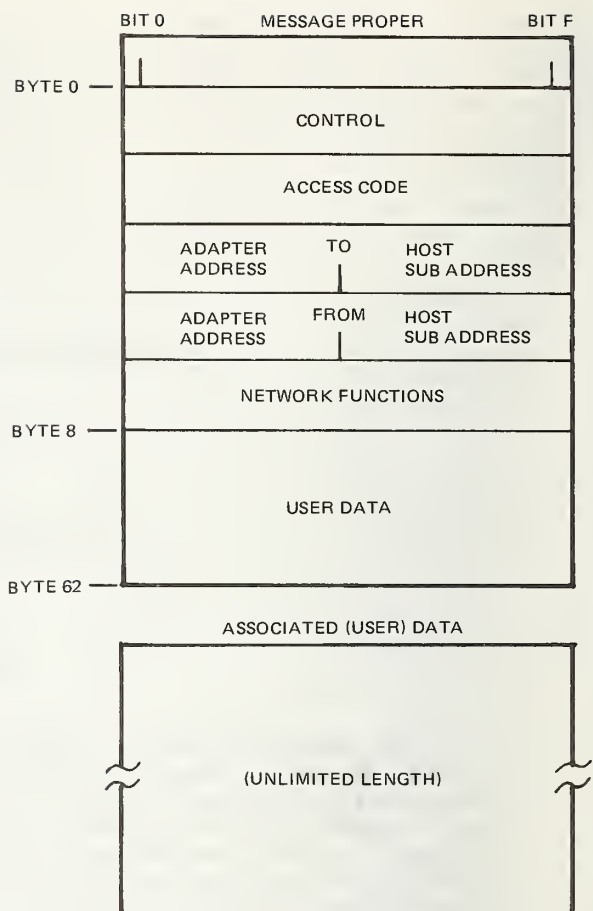 BIT 0 MESSAGE PROPER BIT F
BYTE 0
CONTROL
ACCESS CODE
ADAPTER ADDRESS TO HOST SUB ADDRESS
ADAPTER ADDRESS FROM HOST SUB ADDRESS
NETWORK FUNCTIONS
BYTE 8
USER DATA
BYTE 62
ASSOCIATED (USER) DATA
(UNLIMITED LENGTH)